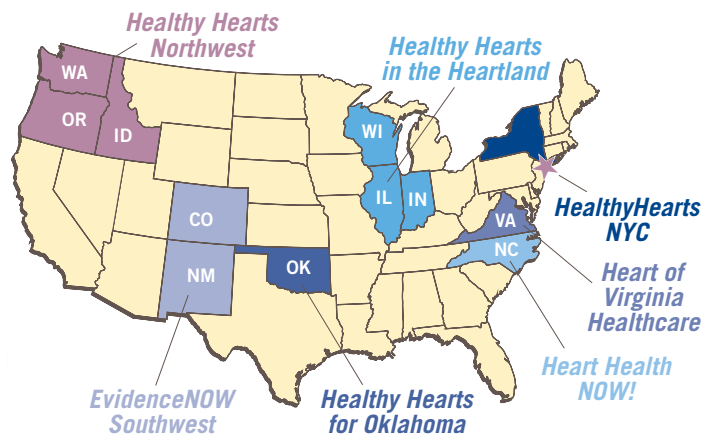 Healthy Hearts
Northwest
Healthy Hearts
in the Heartland
WA
OR
ID
WI
IL
IN
CO
NM
OK
VA
NC
HealthyHearts
NYC
Heart of
Virginia
Healthcare
Heart Health
NOW!
EvidenceNOW
Southwest
Healthy Hearts
for Oklahoma